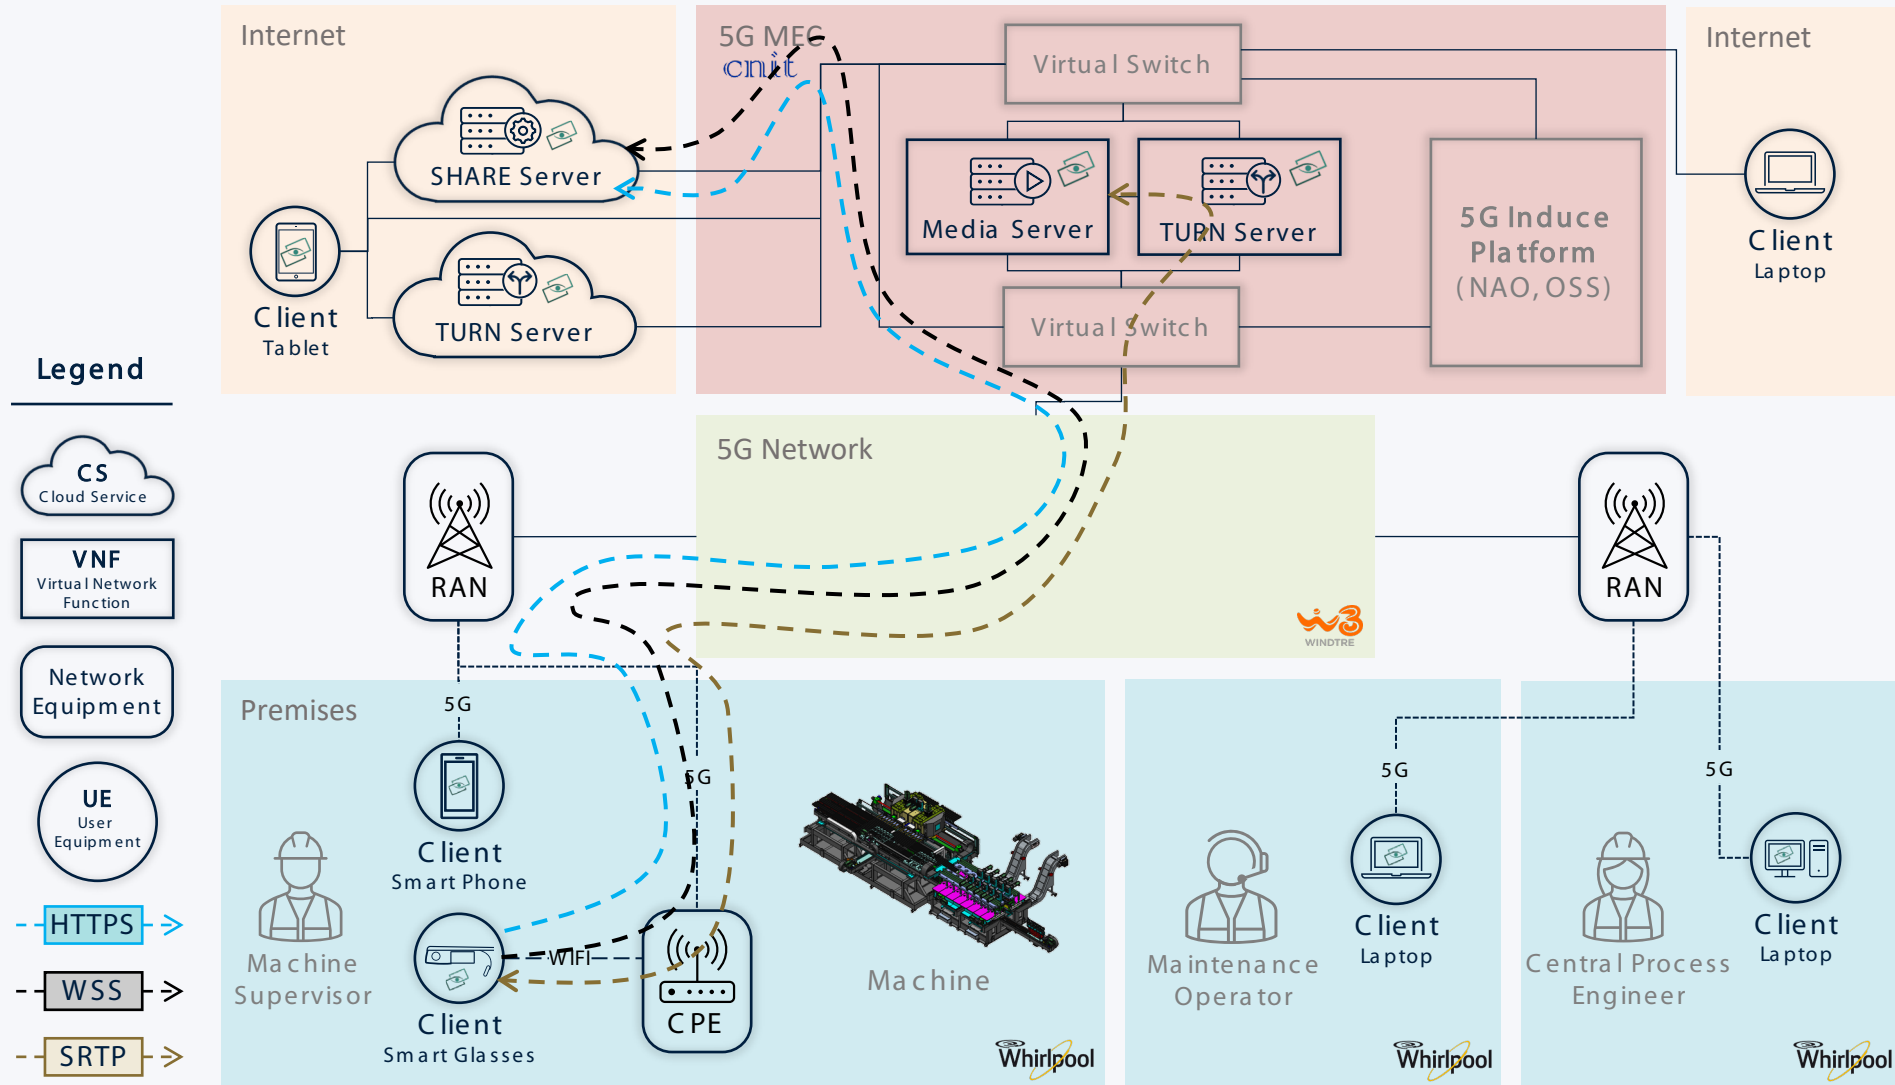 Internet
SHARE Server
Client
Tablet
TURN Server
5G MEC
cnit
Virtual Switch
Media Server
TURN Server
Virtual Switch
5G Induce
Platform
(NAO, OSS)
Internet
Client
Laptop
Legend
CS
Cloud Service
VNF
Virtual Network
Function
Network
Equipment
UE
User
Equipment
HTTPS
WSS
SRTP
RAN
5G Network
W3
WINDTRE
RAN
Premises
5G
Client
Smart Phone
5G
Machine
Supervisor
Client
Smart Glasses
WIFI
CPE
Machine
Whirlpool
5G
Maintenance
Operator
Client
Laptop
Whirlpool
5G
Central Process
Engineer
Client
Laptop
Whirlpool